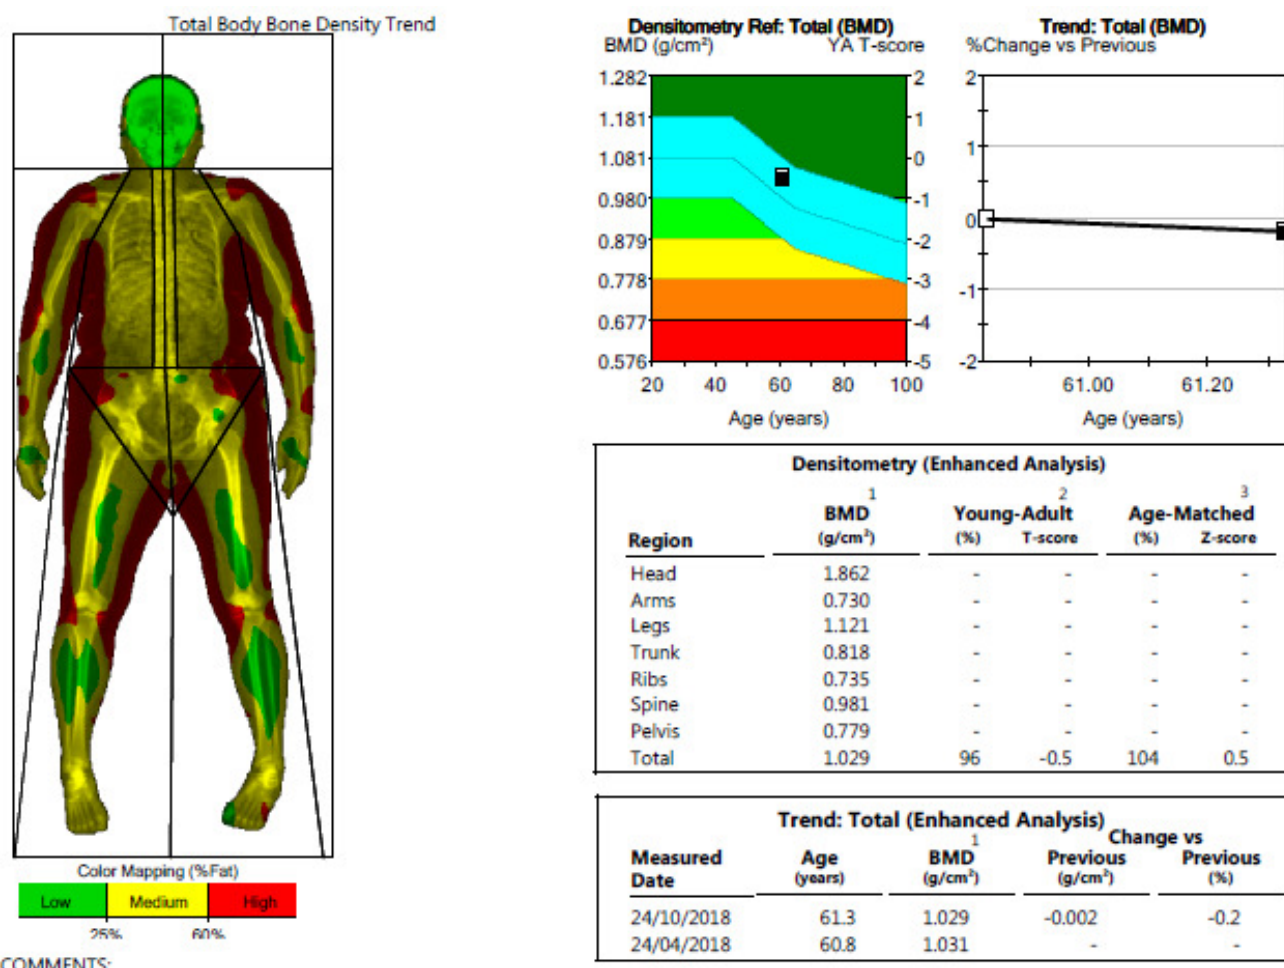 Total Body Bone Density Trend
Color Mapping (%Fat)
Low Medium High
25% 60%
COMMENTS:
Densitometry Ref: Total (BMD)
BMD (g/cm²) YA T-score
1.282 2
1.181 1
1.081 0
0.980 -1
0.879 -2
0.778 -3
0.677 -4
0.576 -5
20 40 60 80 100
Age (years)
Trend: Total (BMD)
%Change vs Previous
2
1
0
-1
-2
61.00 61.20
Age (years)
Densitometry (Enhanced Analysis)
1 2 3
BMD Young-Adult Age-Matched
Region (g/cm²) (%) T-score (%) Z-score
Head 1.862 - - - -
Arms 0.730 - - - -
Legs 1.121 - - - -
Trunk 0.818 - - - -
Ribs 0.735 - - - -
Spine 0.981 - - - -
Pelvis 0.779 - - - -
Total 1.029 96 -0.5 104 0.5
Trend: Total (Enhanced Analysis)
1 Change vs
Measured Age BMD Previous Previous
Date (years) (g/cm²) (g/cm²) (%)
24/10/2018 61.3 1.029 -0.002 -0.2
24/04/2018 60.8 1.031 - -